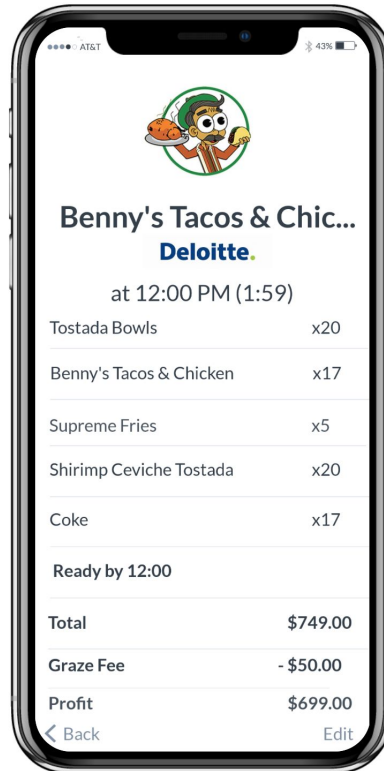 AT&T 43%
Benny's Tacos & Chic...
Deloitte.
at 12:00 PM (1:59)
Tostada Bowls x20
Benny's Tacos & Chicken x17
Supreme Fries x5
Shirimp Ceviche Tostada x20
Coke x17
Ready by 12:00
Total $749.00
Graze Fee - $50.00
Profit $699.00
Back Edit